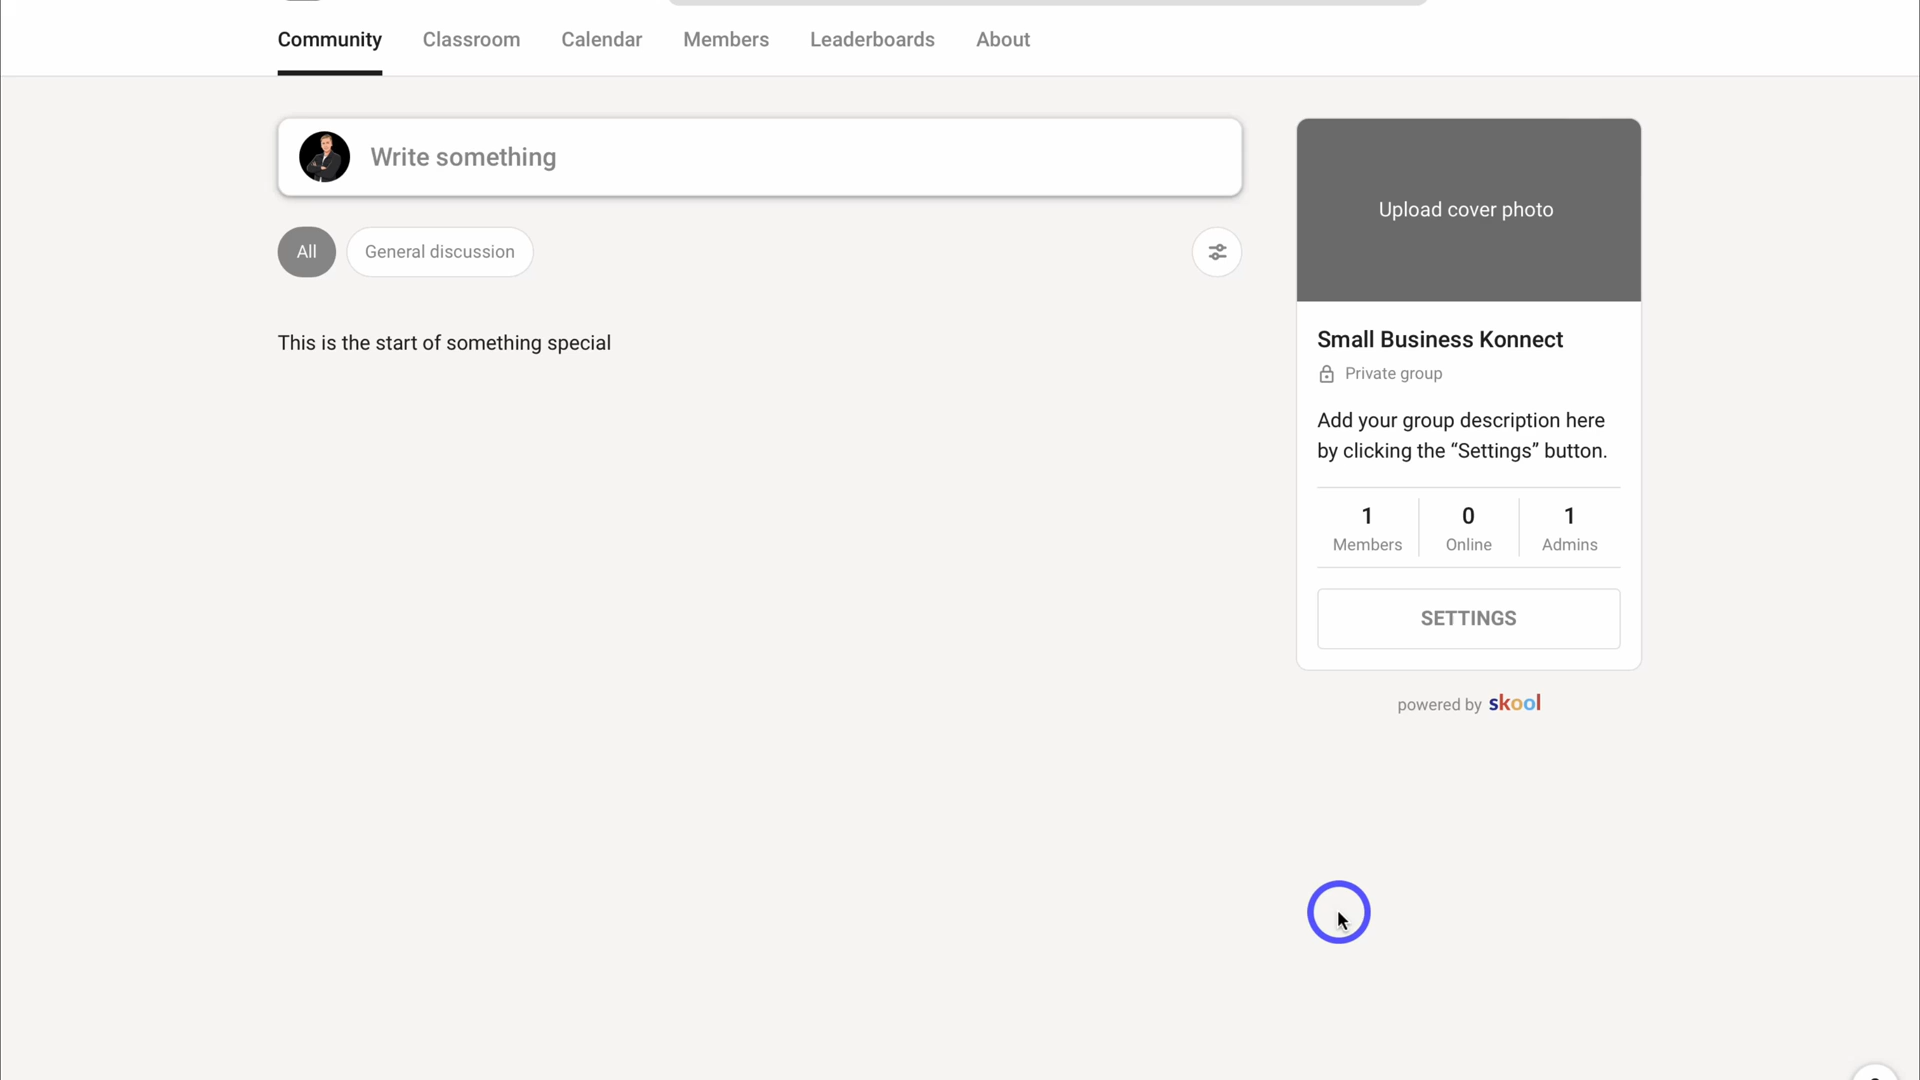 Community Classroom Calendar Members Leaderboards About
Write something
All General discussion
This is the start of something special
Upload cover photo
Small Business Konnect
Private group
Add your group description here
by clicking the “Settings” button.
1 0 1
Members Online Admins
SETTINGS
powered by skool